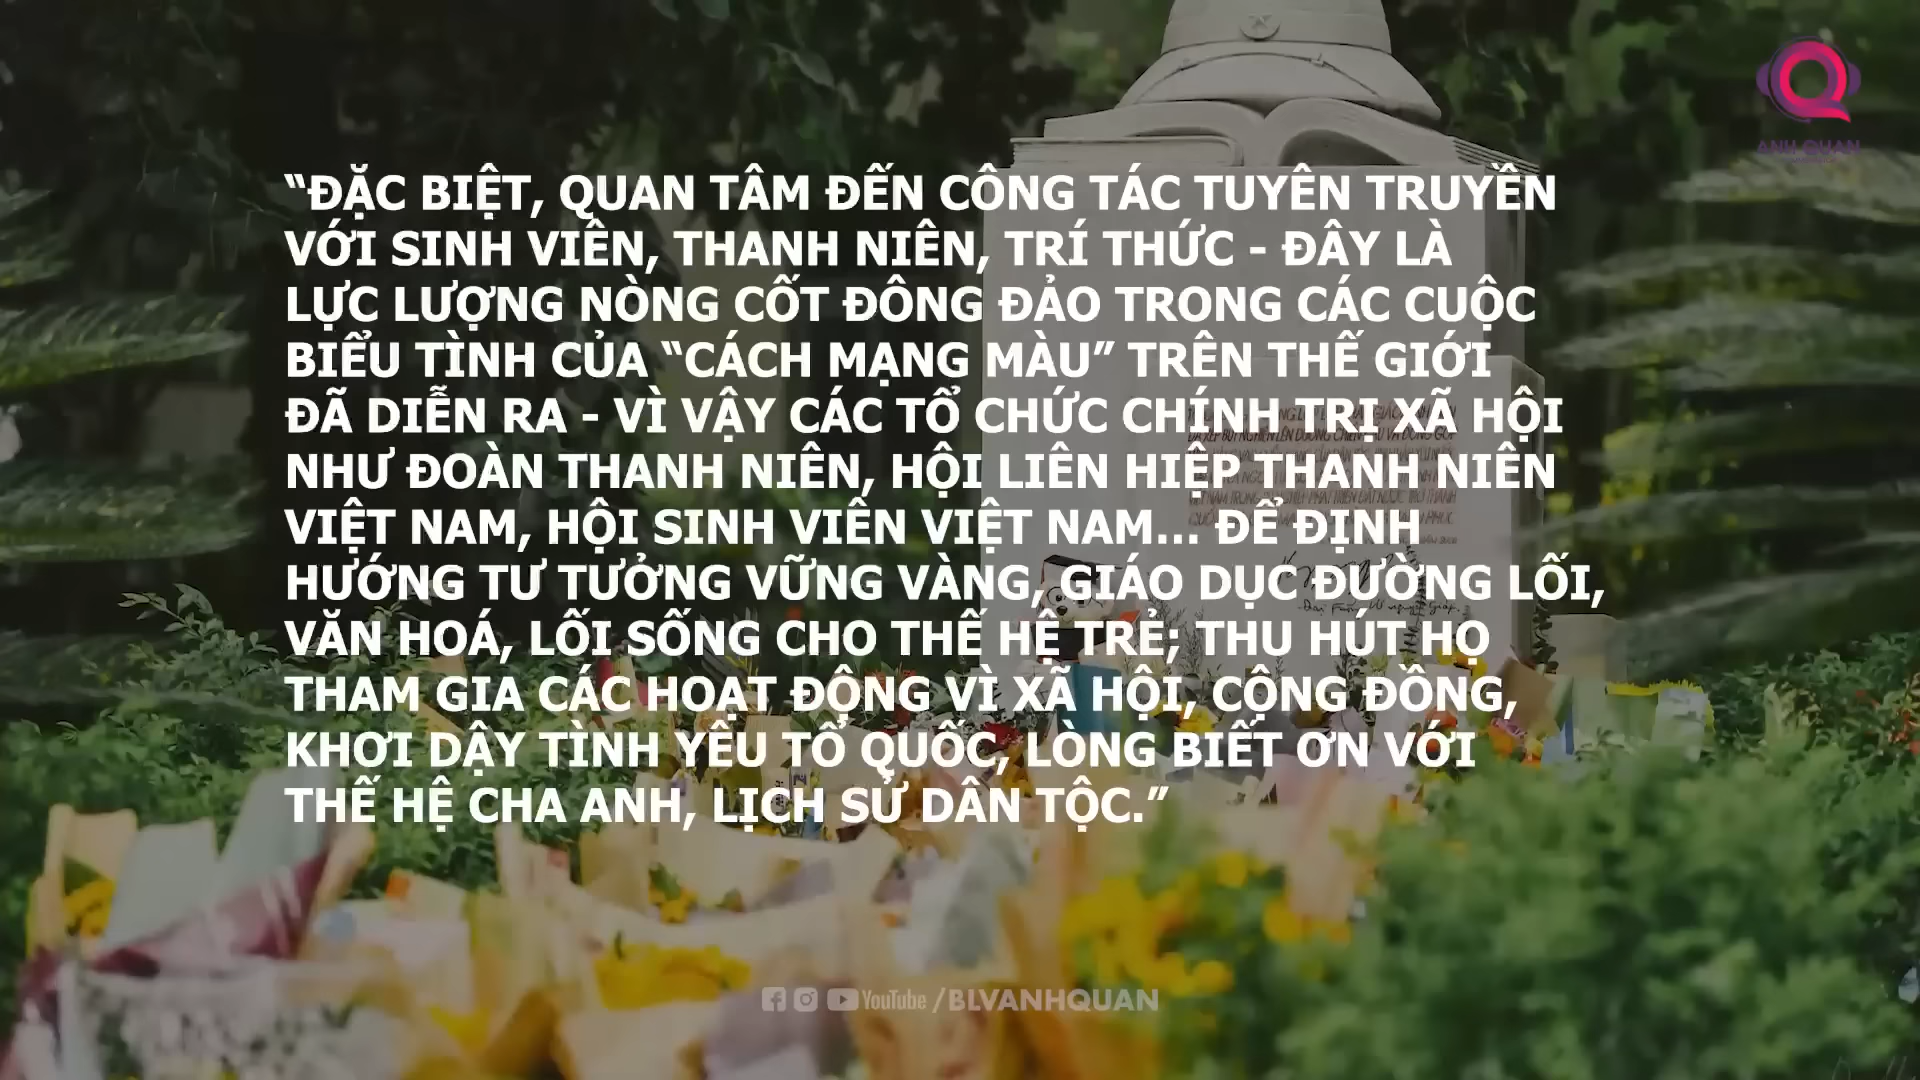 ANH QUAN
“ĐẶC BIỆT, QUAN TÂM ĐẾN CÔNG TÁC TUYÊN TRUYỀN
VỚI SINH VIÊN, THANH NIÊN, TRÍ THỨC - ĐÂY LÀ
LỰC LƯỢNG NÒNG CỐT ĐÔNG ĐẢO TRONG CÁC CUỘC
BIỂU TÌNH CỦA “CÁCH MẠNG MÀU” TRÊN THẾ GIỚI
ĐÃ DIỄN RA - VÌ VẬY CÁC TỔ CHỨC CHÍNH TRỊ XÃ HỘI
NHƯ ĐOÀN THANH NIÊN, HỘI LIÊN HIỆP THANH NIÊN
VIỆT NAM, HỘI SINH VIÊN VIỆT NAM... ĐỂ ĐỊNH
HƯỚNG TƯ TƯỞNG VỮNG VÀNG, GIÁO DỤC ĐƯỜNG LỐI,
VĂN HOÁ, LỐI SỐNG CHO THẾ HỆ TRẺ; THU HÚT HỌ
THAM GIA CÁC HOẠT ĐỘNG VÌ XÃ HỘI, CỘNG ĐỒNG,
KHƠI DẬY TÌNH YÊU TỔ QUỐC, LÒNG BIẾT ƠN VỚI
THẾ HỆ CHA ANH, LỊCH SỬ DÂN TỘC.”
YouTube /BLVANHQUAN